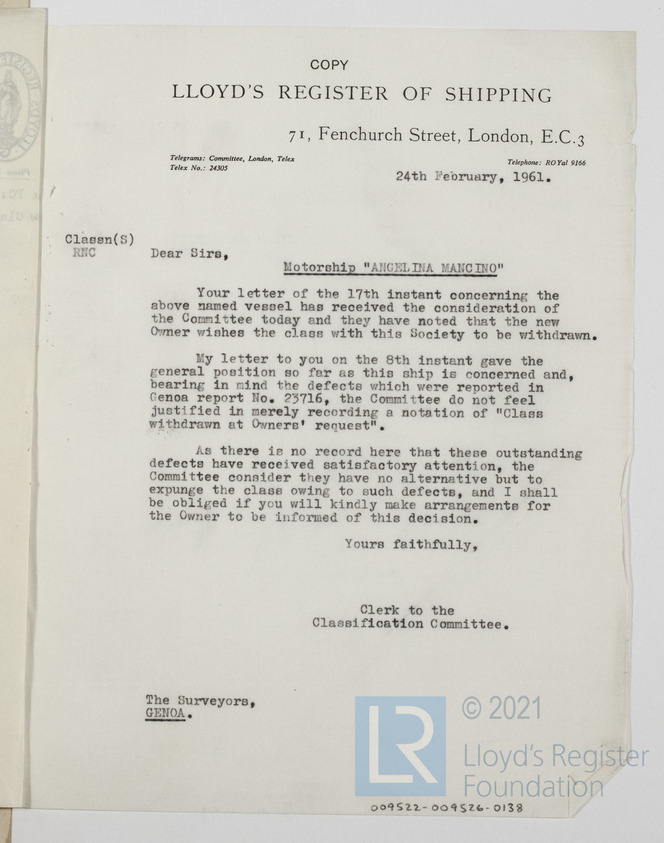 COPY
LLOYD'S REGISTER OF SHIPPING
71, Fenchurch Street, London, E.C.3
Telegrams: Committee, London, Telex
Telex No.: 24305
Telephone: ROYal 9166
24th February, 1961.
Classn(S)
RNC
Dear Sirs,
Motorship "ANGELINA MANCINO"
Your letter of the 17th instant concerning the
above named vessel has received the consideration of
the Committee today and they have noted that the new
Owner wishes the class with this Society to be withdrawn.
My letter to you on the 8th instant gave the
general position so far as this ship is concerned and,
bearing in mind the defects which were reported in
Genoa report No. 23716, the Committee do not feel
justified in merely recording a notation of "Class
withdrawn at Owners' request".
As there is no record here that these outstanding
defects have received satisfactory attention, the
Committee consider they have no alternative but to
expunge the class owing to such defects, and I shall
be obliged if you will kindly make arrangements for
the Owner to be informed of this decision.
Yours faithfully,
Clerk to the
Classification Committee.
The Surveyors,
GENOA.
LR
© 2021
Lloyd's Register
Foundation
009522-009526-0138